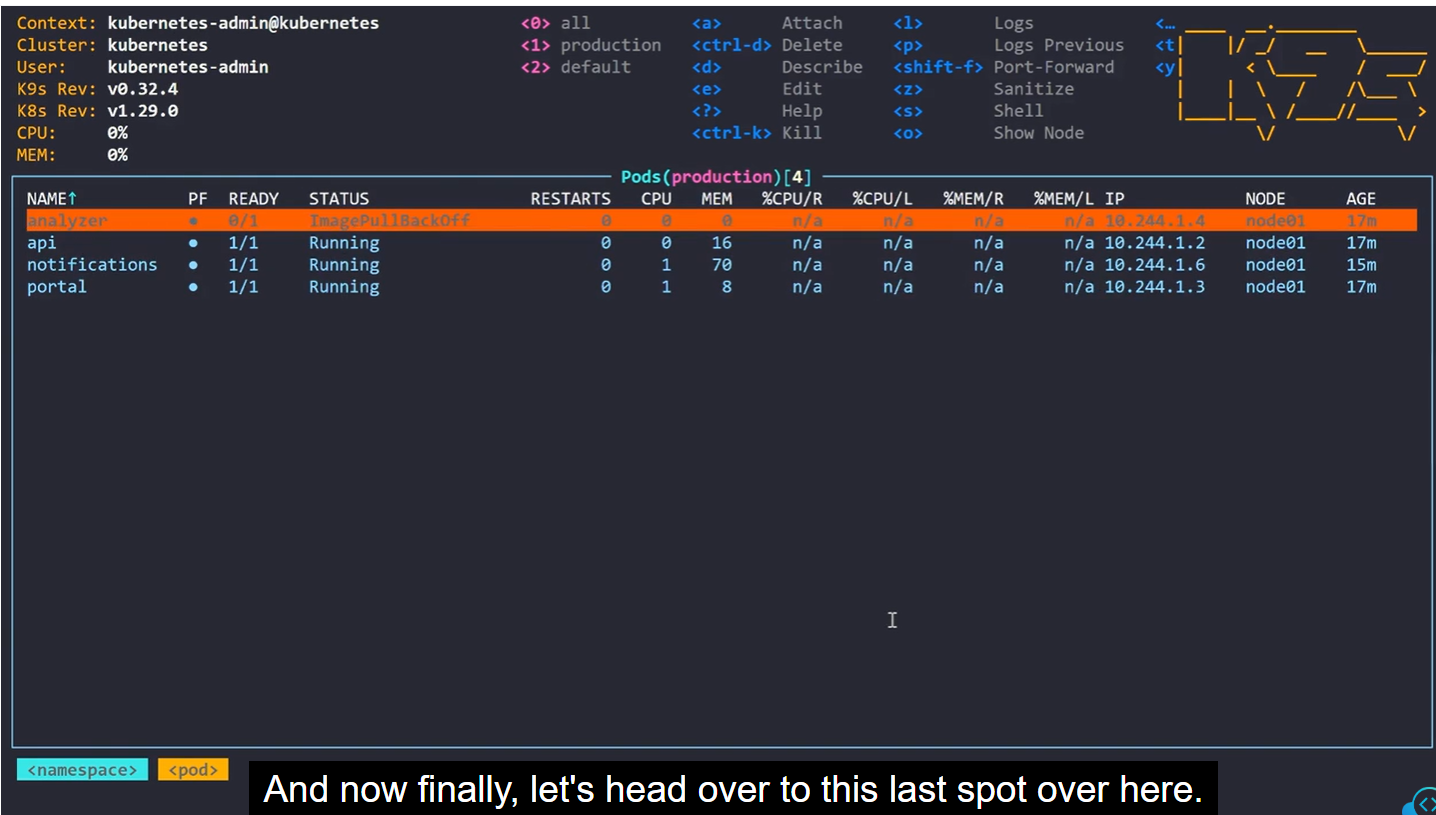 Context: kubernetes-admin@kubernetes <0> all <a> Attach <l> Logs <…
Cluster: kubernetes <1> production <ctrl-d> Delete <p> Logs Previous <t
User: kubernetes-admin <2> default <d> Describe <shift-f> Port-Forward <y
K9s Rev: v0.32.4 <e> Edit <z> Sanitize
K8s Rev: v1.29.0 <?> Help <s> Shell
CPU: 0% <ctrl-k> Kill <o> Show Node
MEM: 0%
Pods(production)[4]
NAME↑ PF READY STATUS RESTARTS CPU MEM %CPU/R %CPU/L %MEM/R %MEM/L IP NODE AGE
analyzer ● 0/1 ImagePullBackOff 0 0 0 n/a n/a n/a n/a 10.244.1.4 node01 17m
api ● 1/1 Running 0 0 16 n/a n/a n/a n/a 10.244.1.2 node01 17m
notifications ● 1/1 Running 0 1 70 n/a n/a n/a n/a 10.244.1.6 node01 15m
portal ● 1/1 Running 0 1 8 n/a n/a n/a n/a 10.244.1.3 node01 17m
<namespace> <pod>
And now finally, let's head over to this last spot over here.